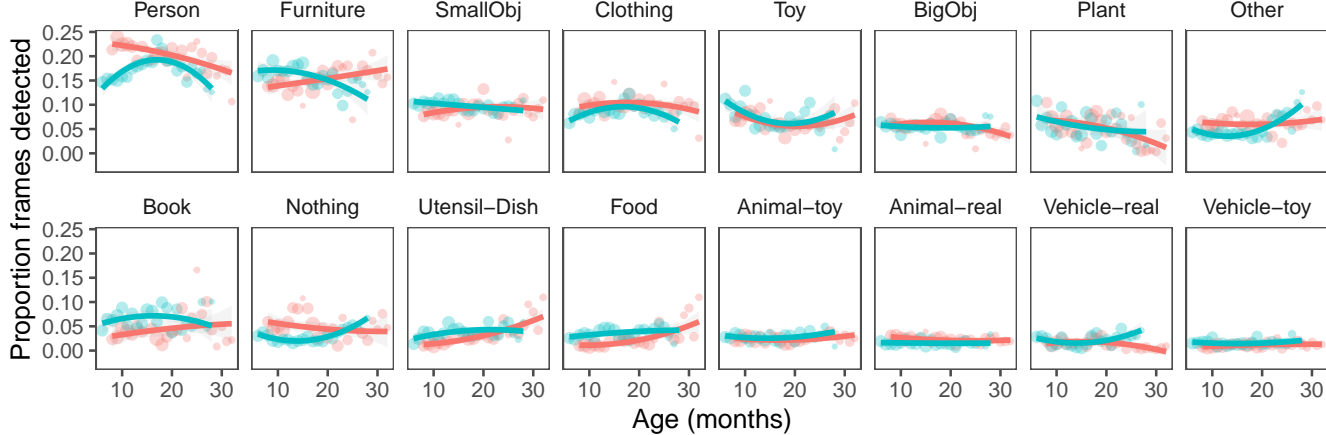 Person Furniture SmallObj Clothing Toy BigObj Plant Other
0.25
0.20
0.15
0.10
0.05
0.00
Book Nothing Utensil−Dish Food Animal−toy Animal−real Vehicle−real Vehicle−toy
0.25
0.20
0.15
0.10
0.05
0.00
10 20 30 10 20 30 10 20 30 10 20 30 10 20 30 10 20 30 10 20 30 10 20 30
Age (months)
Proportion frames detected